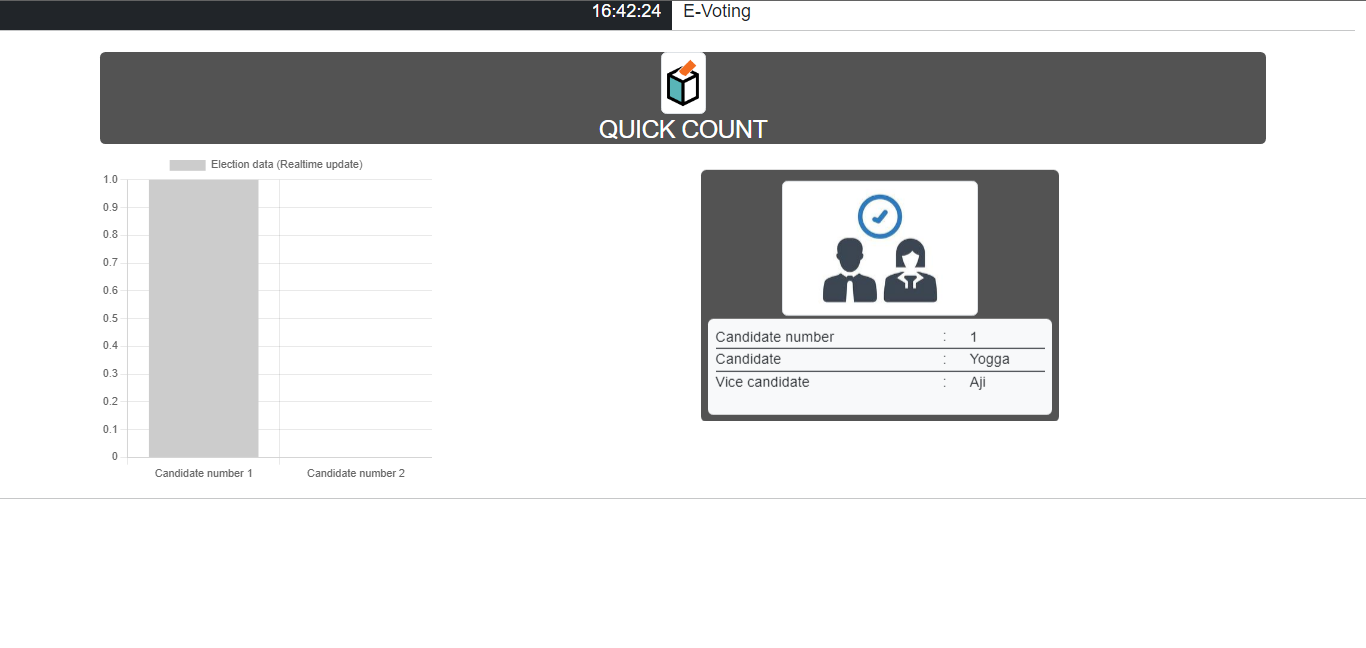 16:42:24 E-Voting
QUICK COUNT
Election data (Realtime update)
1.0
0.9
0.8
0.7
0.6
0.5
0.4
0.3
0.2
0.1
0
Candidate number 1 Candidate number 2
Candidate number : 1
Candidate : Yogga
Vice candidate : Aji